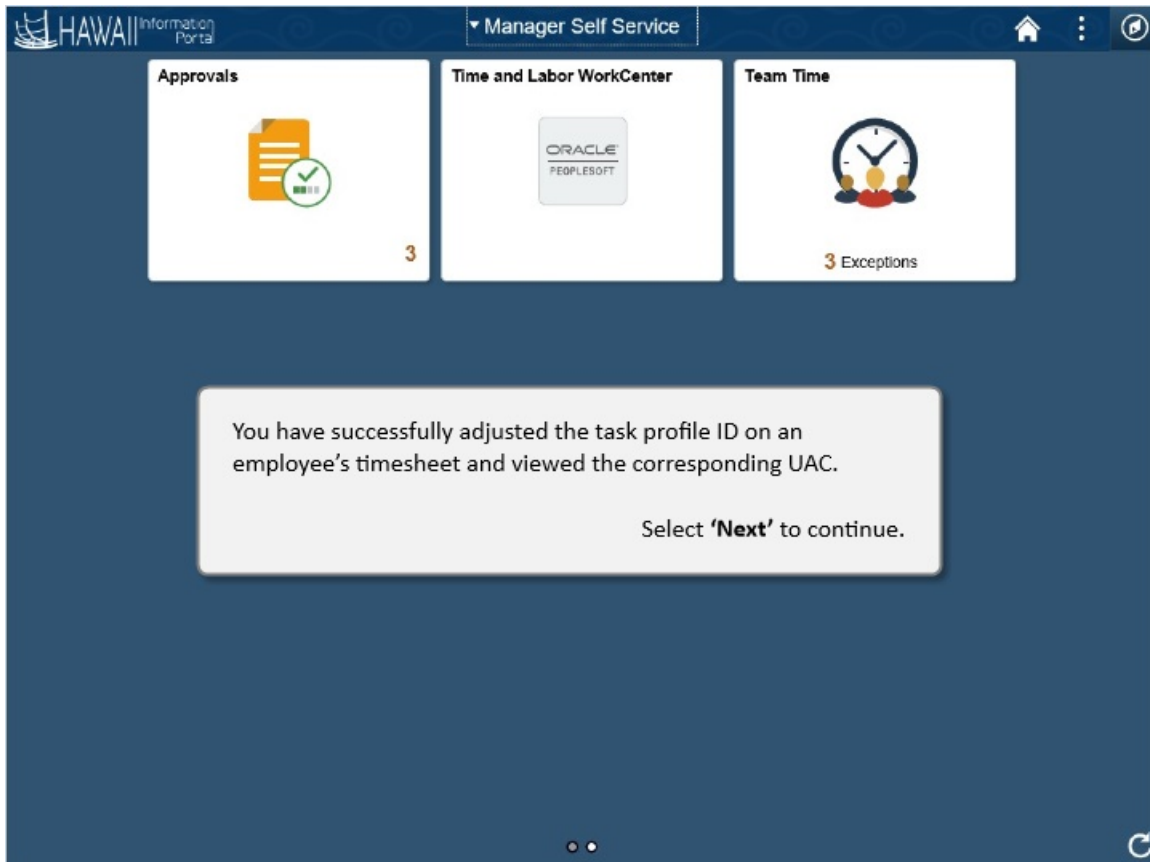 HAWAII Information
Portal
Manager Self Service
Approvals
3
Time and Labor WorkCenter
ORACLE
PEOPLESOFT
Team Time
3 Exceptions
You have successfully adjusted the task profile ID on an
employee’s timesheet and viewed the corresponding UAC.
Select ‘Next’ to continue.